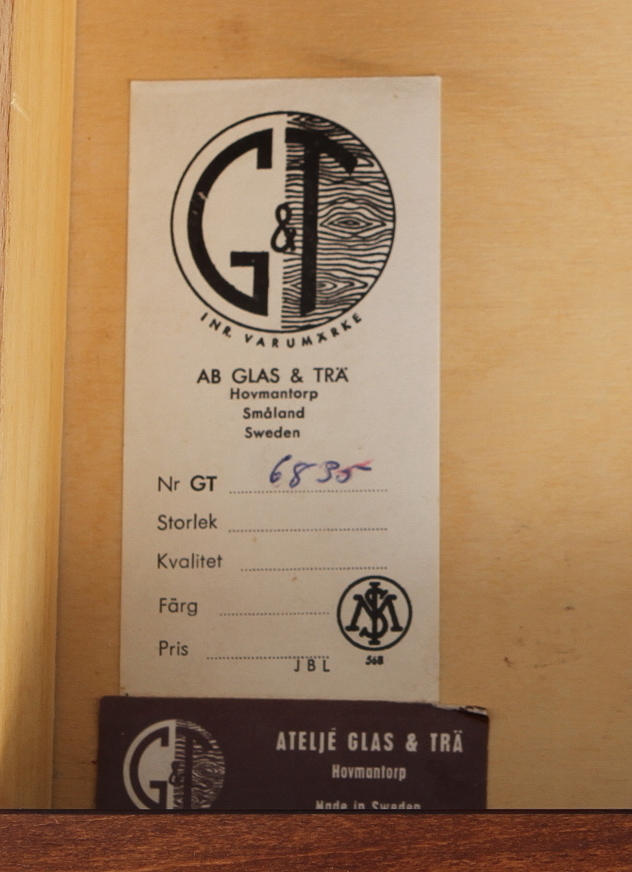 G&T
INR. VARUMÄRKE
AB GLAS & TRÄ
Hovmantorp
Småland
Sweden
Nr GT 6835
Storlek
Kvalitet
Färg
Pris
JBL
568
G&T
ATELJÉ GLAS & TRÄ
Hovmantorp
Made in Sweden